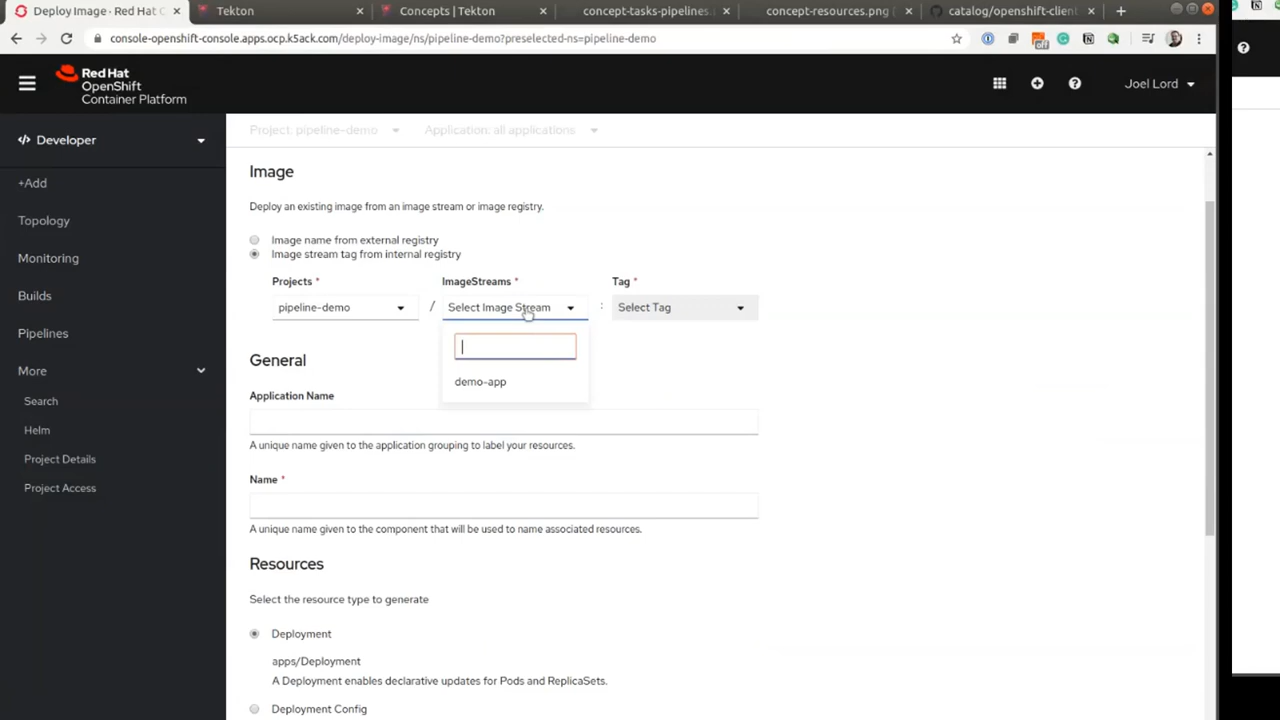 Deploy Image · Red Hat C
Tekton
Concepts | Tekton
concept-tasks-pipelines.
concept-resources.png (
catalog/openshift-client
console-openshift-console.apps.ocp.k5ack.com/deploy-image/ns/pipeline-demo?preselected-ns=pipeline-demo
off
Red Hat
OpenShift
Container Platform
Joel Lord
Developer
Project: pipeline-demo
Application: all applications
+Add
Topology
Monitoring
Builds
Pipelines
More
Search
Helm
Project Details
Project Access
Image
Deploy an existing image from an image stream or image registry.
Image name from external registry
Image stream tag from internal registry
Projects *
ImageStreams *
Tag *
pipeline-demo
/
Select Image Stream
:
Select Tag
demo-app
General
Application Name
A unique name given to the application grouping to label your resources.
Name *
A unique name given to the component that will be used to name associated resources.
Resources
Select the resource type to generate
Deployment
apps/Deployment
A Deployment enables declarative updates for Pods and ReplicaSets.
Deployment Config